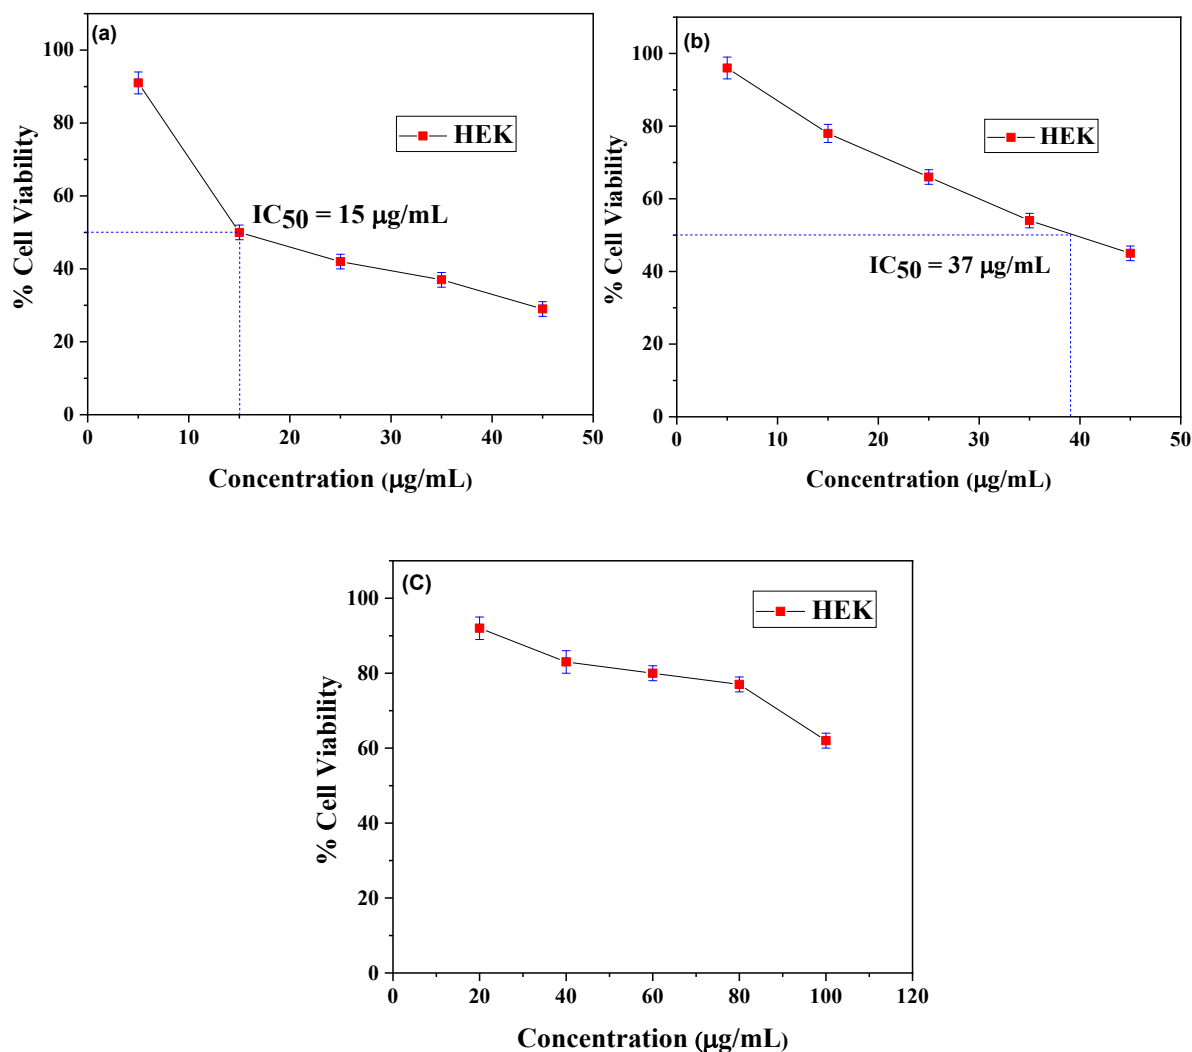 (a)
100
80
60
40
20
0
% Cell Viability
HEK
IC50 = 15 μg/mL
0 10 20 30 40 50
Concentration (μg/mL)
(b)
100
80
60
40
20
0
% Cell Viability
HEK
IC50 = 37 μg/mL
0 10 20 30 40 50
Concentration (μg/mL)
(C)
100
80
60
40
20
0
% Cell Viability
HEK
0 20 40 60 80 100 120
Concentration (μg/mL)